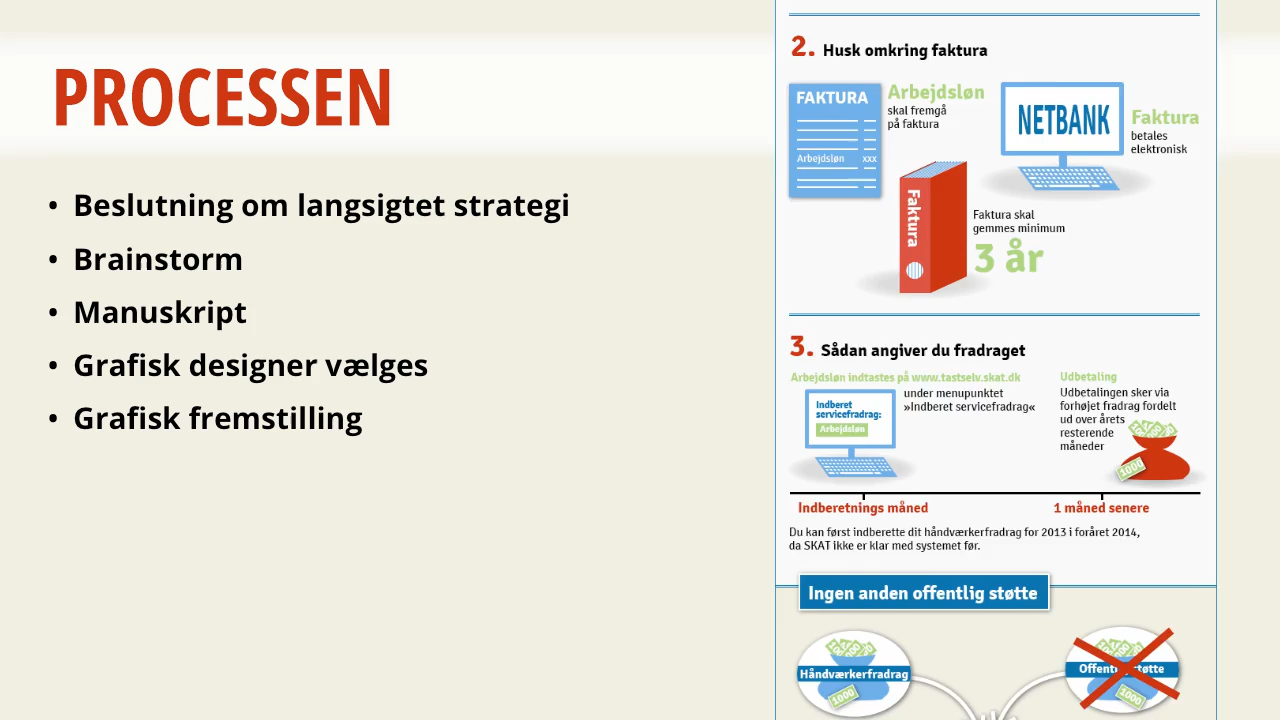 PROCESSEN
• Beslutning om langsigtet strategi
• Brainstorm
• Manuskript
• Grafisk designer vælges
• Grafisk fremstilling
2. Husk omkring faktura
FAKTURA
Arbejdsløn xxx
Arbejdsløn
skal fremgå
på faktura
NETBANK
Faktura
betales
elektronisk
Faktura
Faktura skal
gemmes minimum
3 år
3. Sådan angiver du fradraget
Arbejdsløn indtastes på www.tastselv.skat.dk
under menupunktet
»Indberet servicefradrag«
Indberet
servicefradrag:
Arbejdsløn
Udbetaling
Udbetalingen sker via
forhøjet fradrag fordelt
ud over årets
resterende
måneder
1000
Indberetnings måned
1 måned senere
Du kan først indberette dit håndværkerfradrag for 2013 i foråret 2014,
da SKAT ikke er klar med systemet før.
Ingen anden offentlig støtte
Håndværkerfradrag
1000
1000